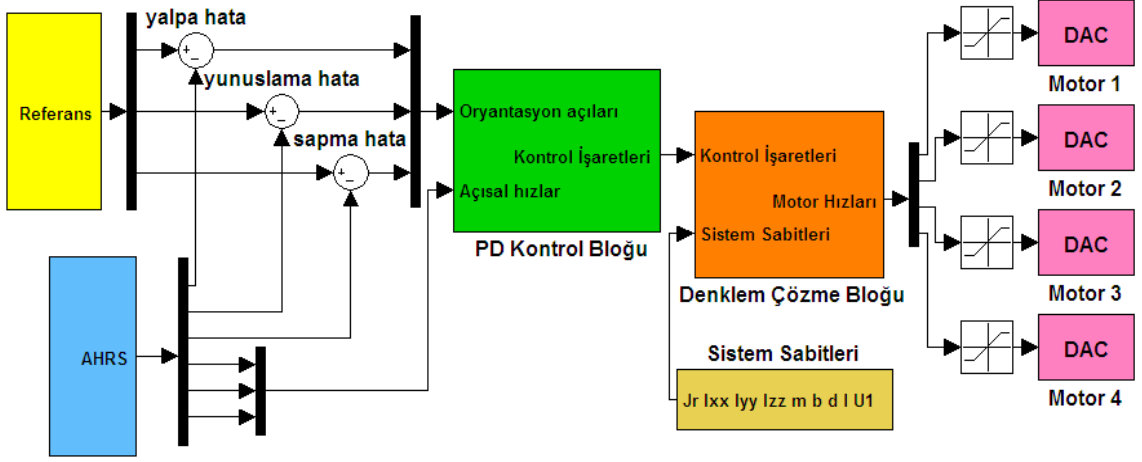 yalpa hata
yunuslama hata
sapma hata
Referans
AHRS
Oryantasyon açıları
Kontrol İşaretleri
Açısal hızlar
PD Kontrol Bloğu
Kontrol İşaretleri
Motor Hızları
Sistem Sabitleri
Denklem Çözme Bloğu
Sistem Sabitleri
Jr Ixx Iyy Izz m b d l U1
DAC
Motor 1
DAC
Motor 2
DAC
Motor 3
DAC
Motor 4